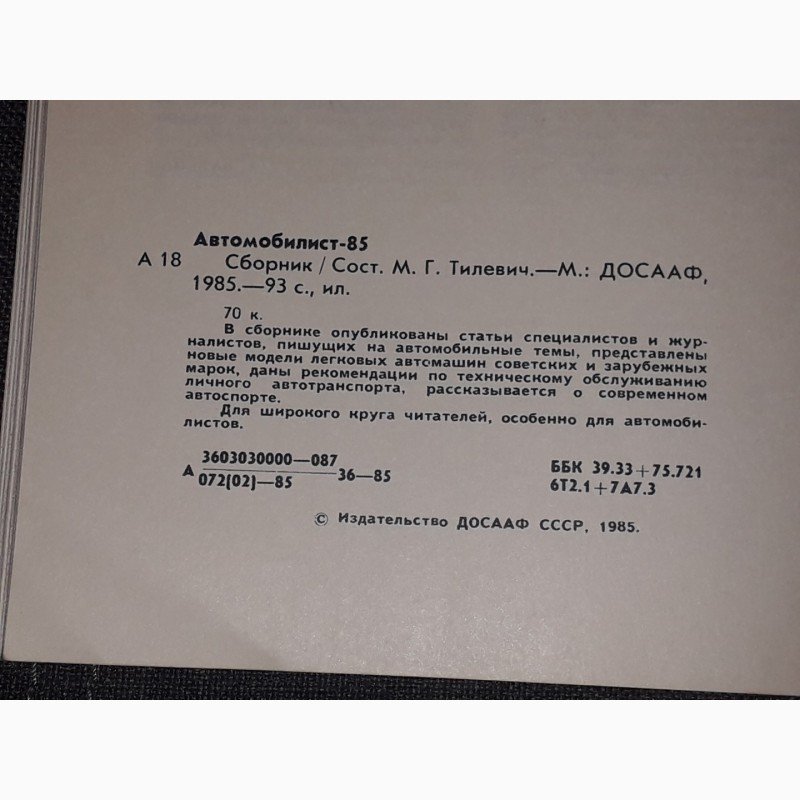 Автомобилист-85
А 18 Сборник / Сост. М. Г. Тилевич.—М.: ДОСААФ,
1985.—93 с., ил.
70 к.
В сборнике опубликованы статьи специалистов и жур-
налистов, пишущих на автомобильные темы, представлены
новые модели легковых автомашин советских и зарубежных
марок, даны рекомендации по техническому обслуживанию
личного автотранспорта, рассказывается о современном
автоспорте.
Для широкого круга читателей, особенно для автомоби-
листов.
А 3603030000—087
072(02)—85 36—85
ББК 39.33+75.721
6Т2.1+7А7.3
© Издательство ДОСААФ СССР, 1985.